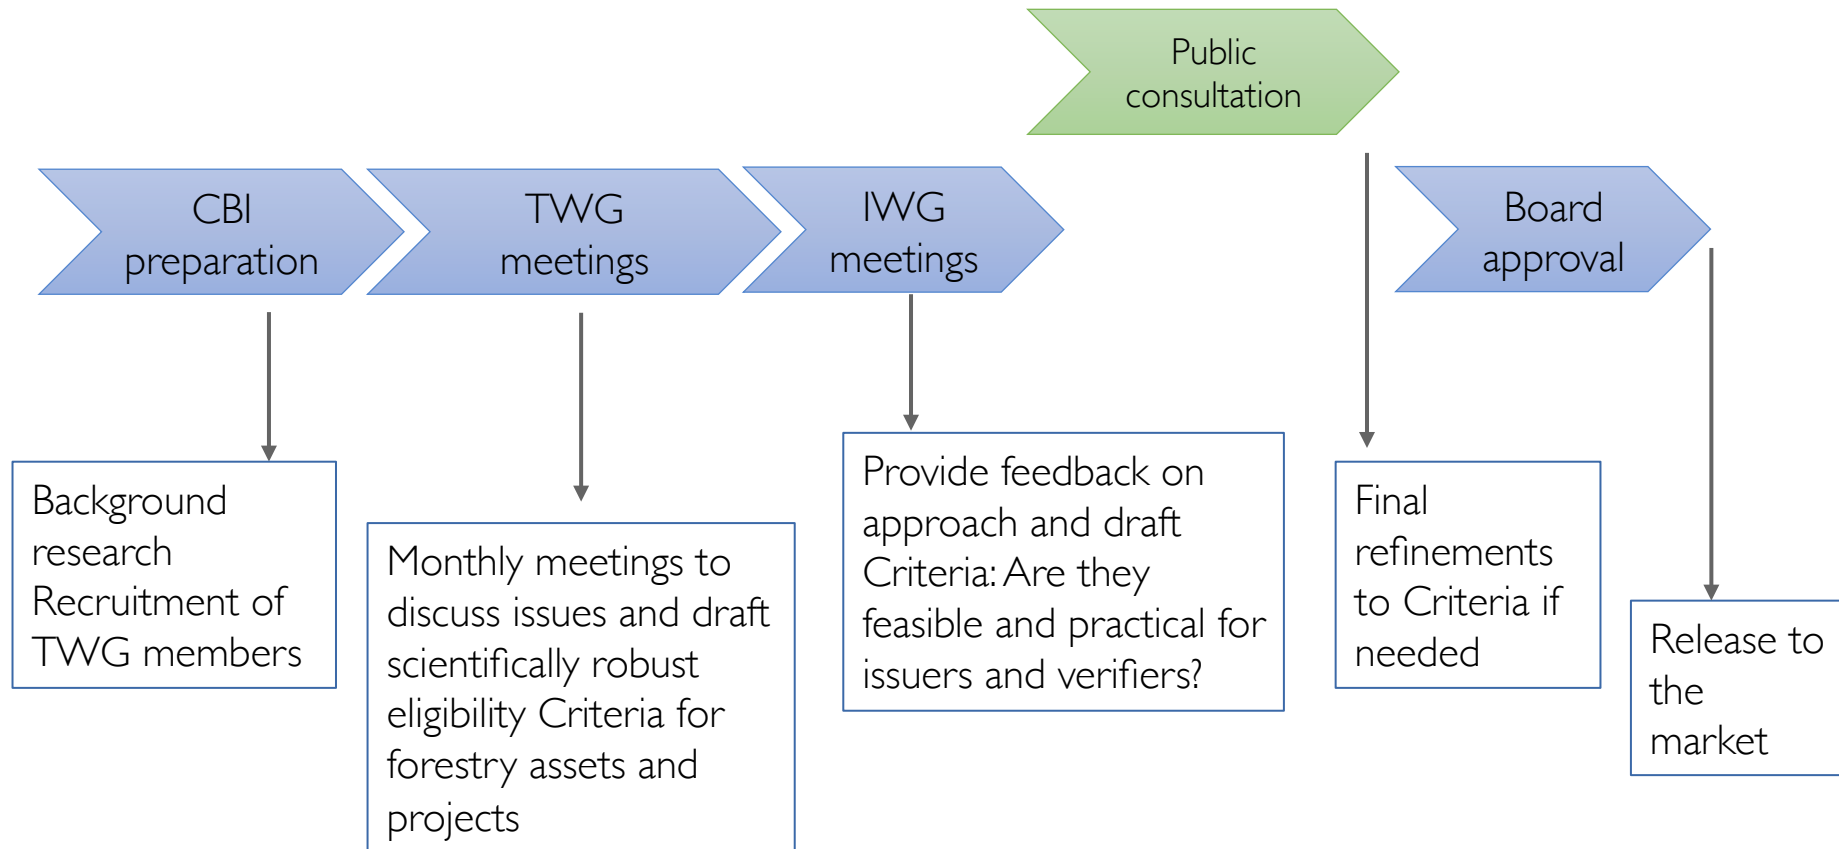 Public
consultation
CBI
preparation
TWG
meetings
IWG
meetings
Board
approval
Background
research
Recruitment of
TWG members
Monthly meetings to
discuss issues and draft
scientifically robust
eligibility Criteria for
forestry assets and
projects
Provide feedback on
approach and draft
Criteria: Are they
feasible and practical for
issuers and verifiers?
Final
refinements
to Criteria if
needed
Release to
the
market